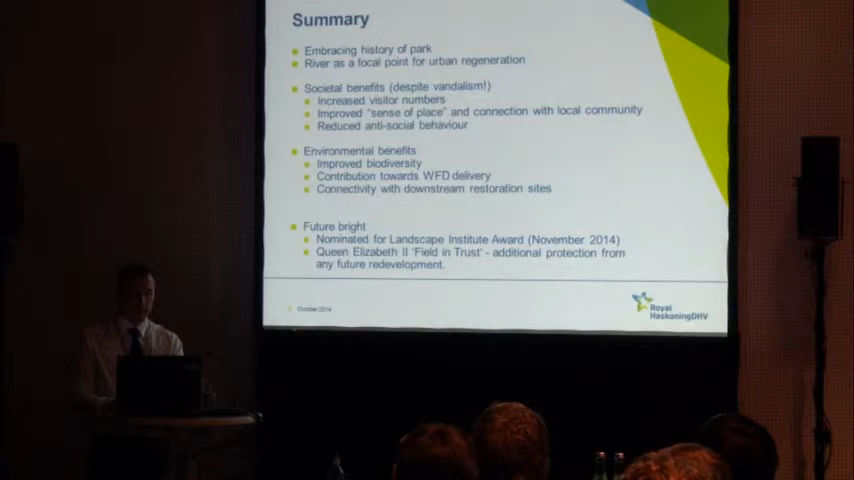 Summary
Embracing history of park
River as a focal point for urban regeneration
Societal benefits (despite vandalism!)
Increased visitor numbers
Improved "sense of place" and connection with local community
Reduced anti-social behaviour
Environmental benefits
Improved biodiversity
Contribution towards WFD delivery
Connectivity with downstream restoration sites
Future bright
Nominated for Landscape Institute Award (November 2014)
Queen Elizabeth II 'Field in Trust' - additional protection from
any future redevelopment.
October 2014
Royal
HaskoningDHV